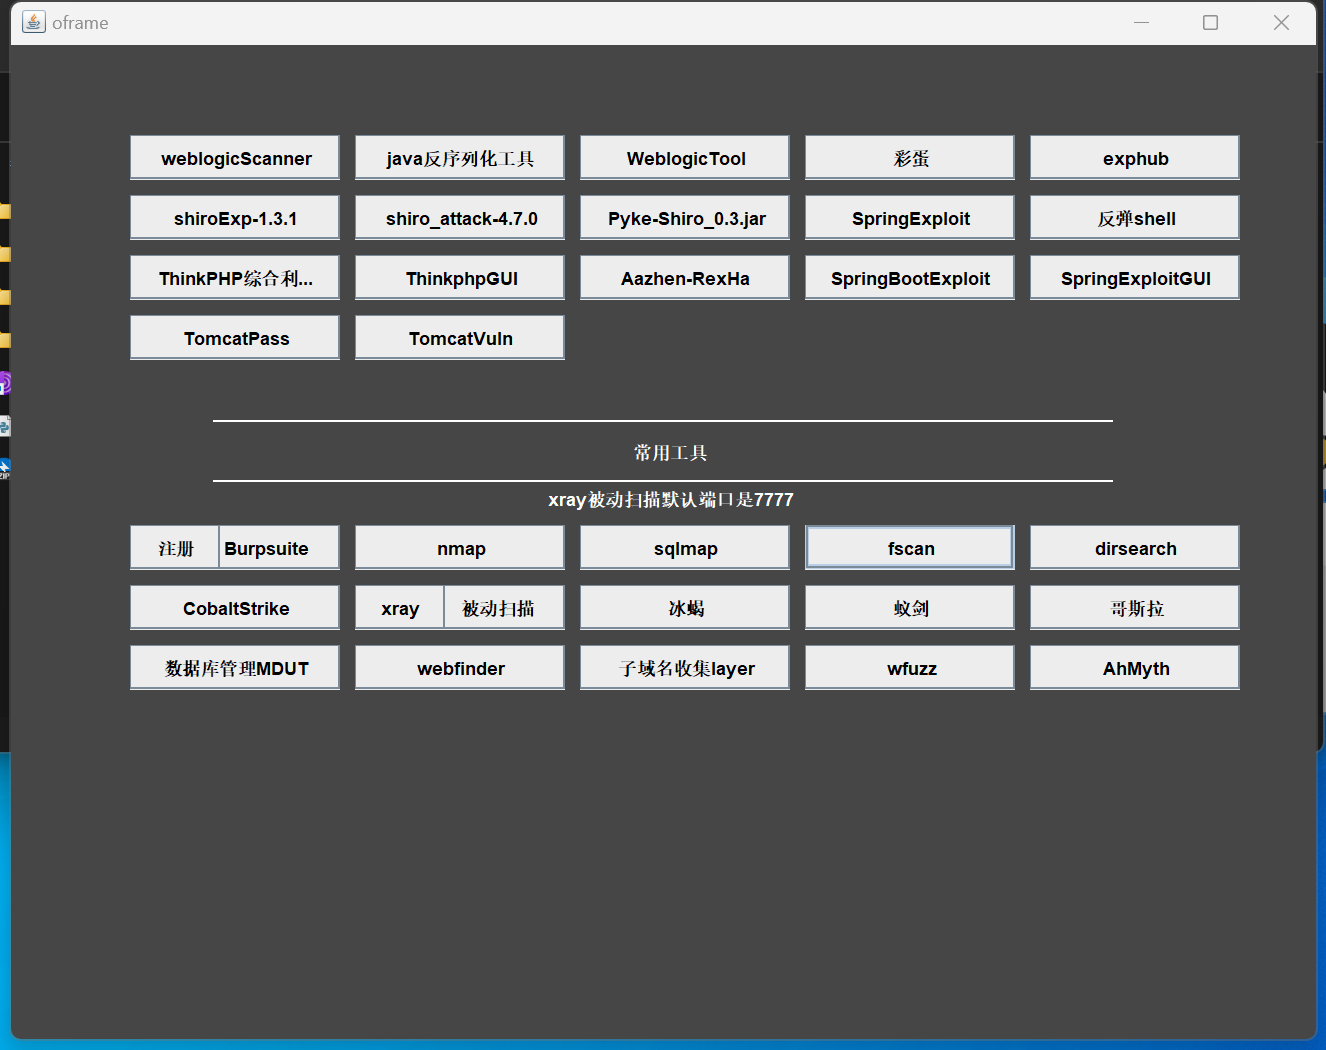 oframe
weblogicScanner java反序列化工具 WeblogicTool 彩蛋 exphub
shiroExp-1.3.1 shiro_attack-4.7.0 Pyke-Shiro_0.3.jar SpringExploit 反弹shell
ThinkPHP综合利... ThinkphpGUI Aazhen-RexHa SpringBootExploit SpringExploitGUI
TomcatPass TomcatVuln
常用工具
xray被动扫描默认端口是7777
注册 Burpsuite nmap sqlmap fscan dirsearch
CobaltStrike xray 被动扫描 冰蝎 蚁剑 哥斯拉
数据库管理MDUT webfinder 子域名收集layer wfuzz AhMyth